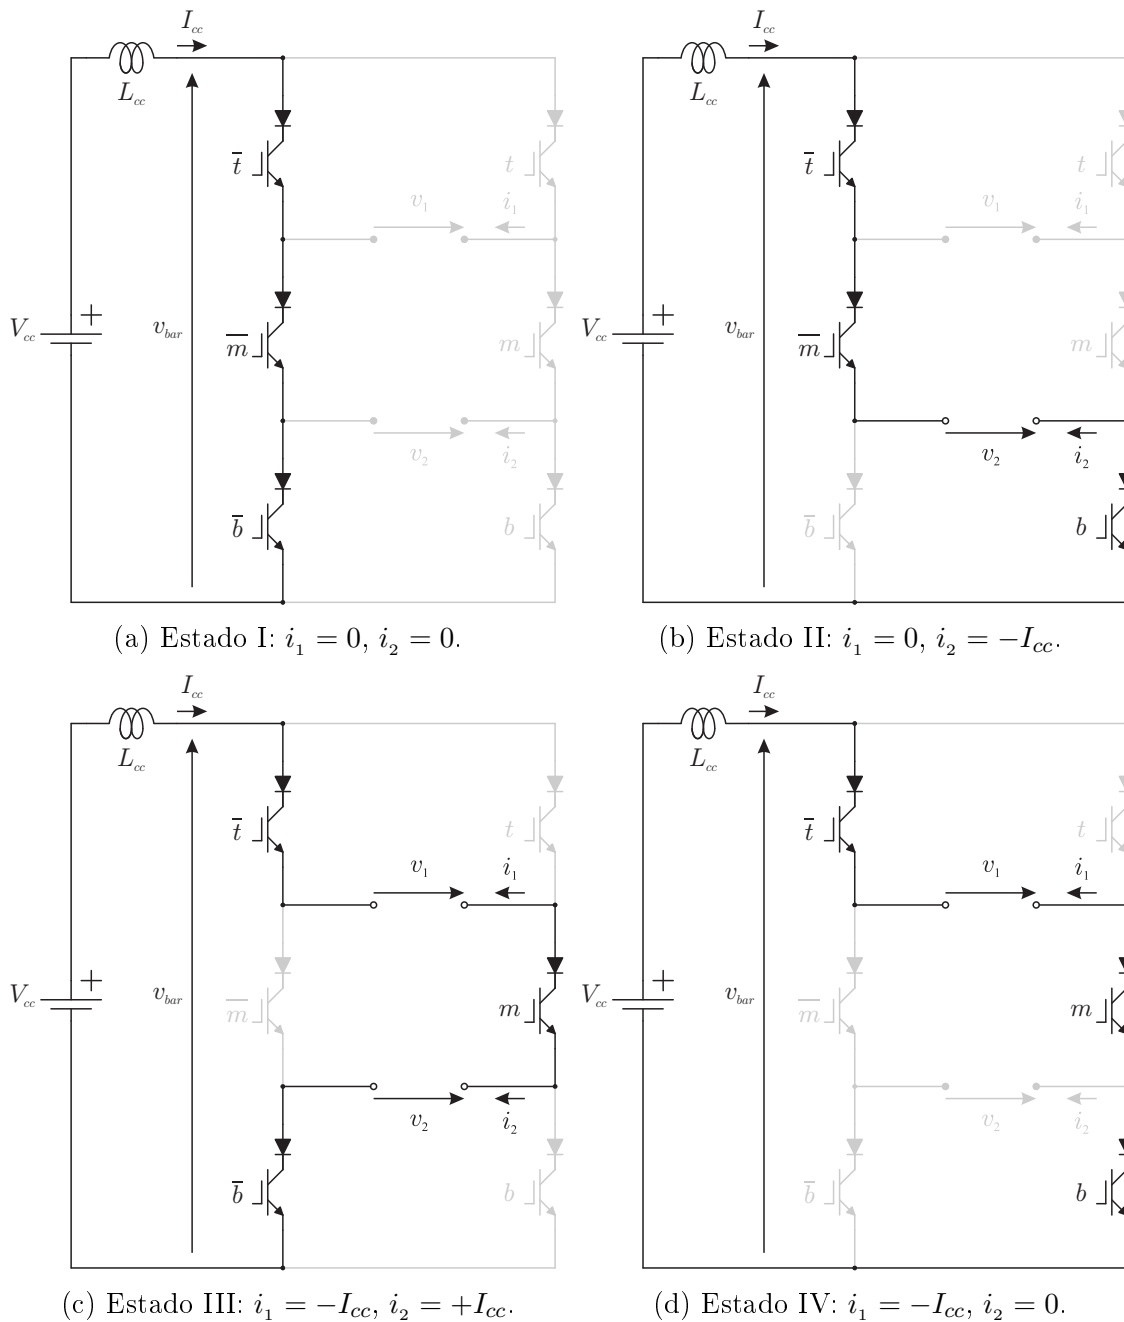 I_cc
L_cc
t̅
t
v_1
i_1
V_cc
+
v_bar
m̅
m
v_2
i_2
b̅
b
(a) Estado I: i_1 = 0, i_2 = 0.
I_cc
L_cc
t̅
t
v_1
i_1
V_cc
+
v_bar
m̅
m
v_2
i_2
b̅
b
(b) Estado II: i_1 = 0, i_2 = −I_cc.
I_cc
L_cc
t̅
t
v_1
i_1
V_cc
+
v_bar
m̅
m
v_2
i_2
b̅
b
(c) Estado III: i_1 = −I_cc, i_2 = +I_cc.
I_cc
L_cc
t̅
t
v_1
i_1
V_cc
+
v_bar
m̅
m
v_2
i_2
b̅
b
(d) Estado IV: i_1 = −I_cc, i_2 = 0.